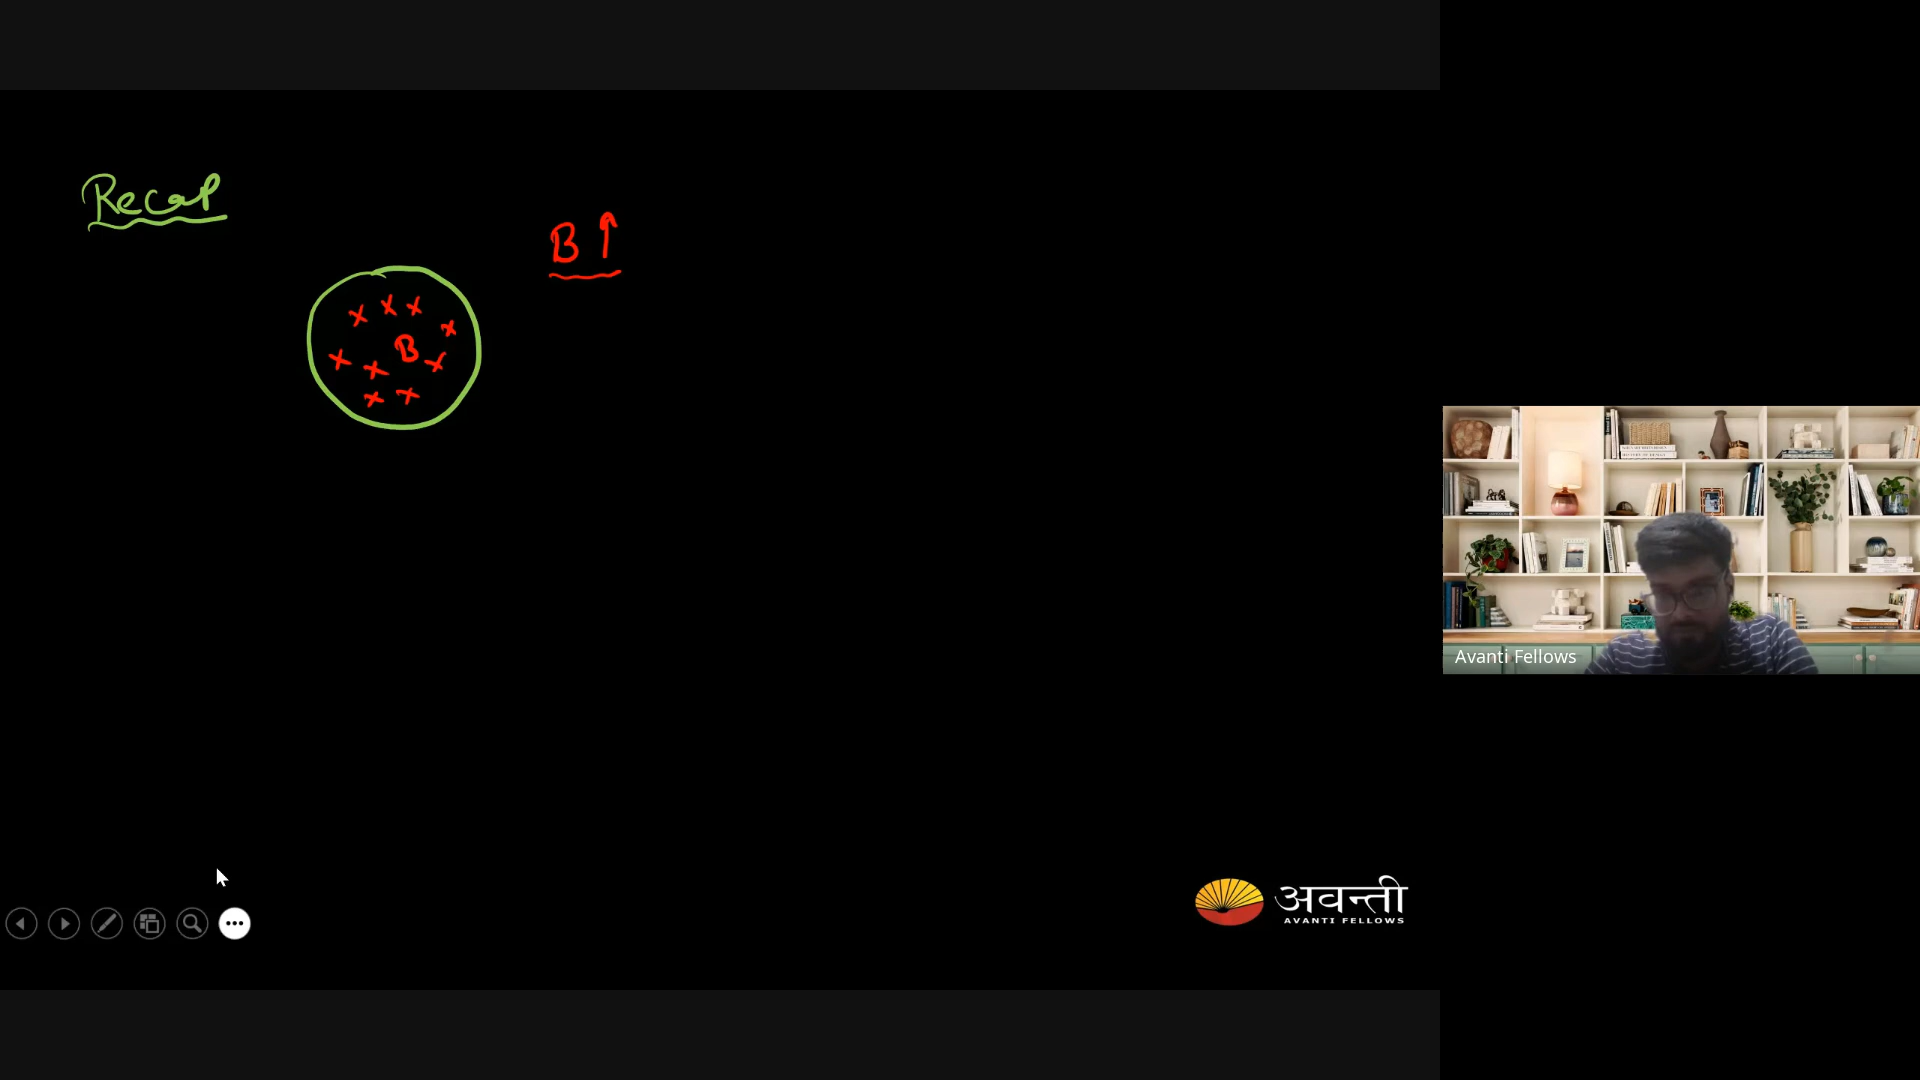 Recap
B ↑
x x x
x
B
x x x
x x
Avanti Fellows
अवन्ती
AVANTI FELLOWS